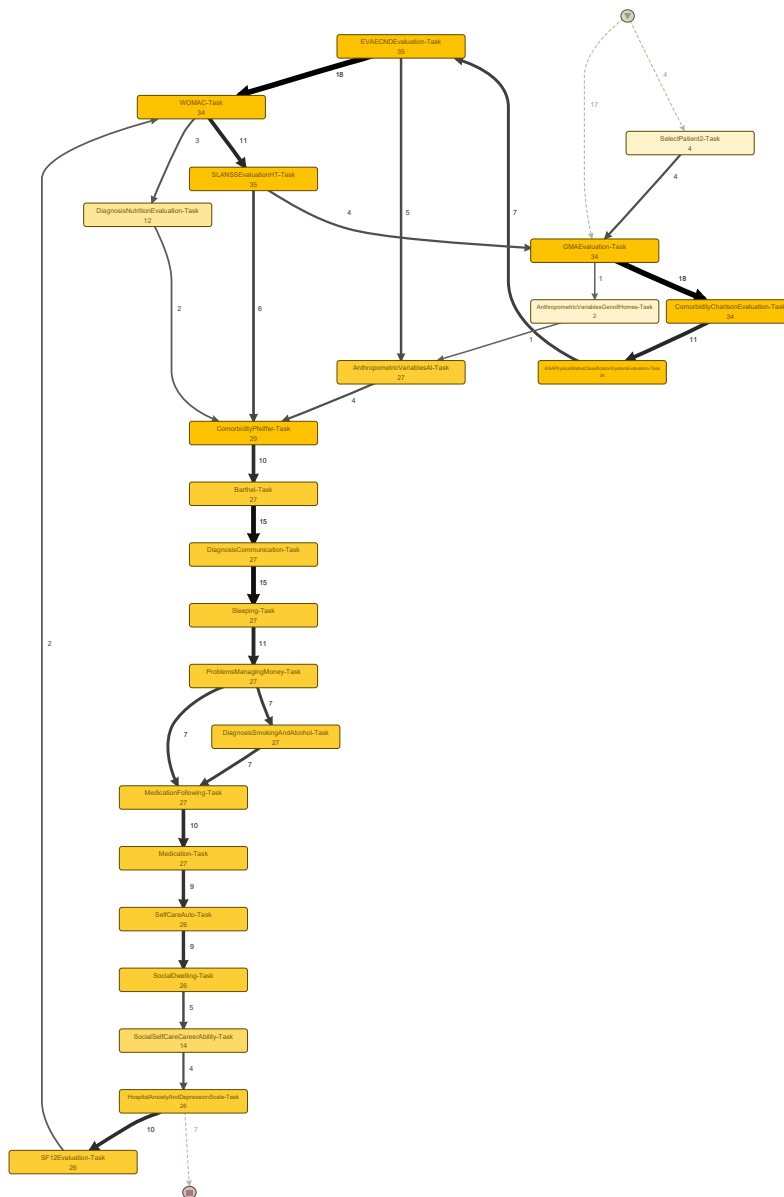 EVAECNDEvaluation-Task
35
18
WOMAC-Task
34
17
4
SelectPatient2-Task
4
3
11
SLANSSEvaluationHT-Task
35
4
DiagnosisNutritionEvaluation-Task
12
4
5
7
GMAEvaluation-Task
34
1
18
2
6
AnthropometricVariablesGencllHomes-Task
2
ComorbidityCharlsonEvaluation-Task
34
1
11
AnthropometricVariablesAI-Task
27
ASAPhysicalStatusClassificationSystemEvaluation-Task
34
4
ComorbidityPfeiffer-Task
29
10
Barthel-Task
27
15
DiagnosisCommunication-Task
27
15
Sleeping-Task
27
11
2
ProblemsManagingMoney-Task
27
7
7
DiagnosisSmokingAndAlcohol-Task
27
7
MedicationFollowing-Task
27
10
Medication-Task
27
9
SelfCareAuto-Task
26
9
SocialDwelling-Task
26
5
SocialSelfCareCareerAbility-Task
14
4
HospitalAnxietyAndDepressionScale-Task
26
10
7
SF12Evaluation-Task
26